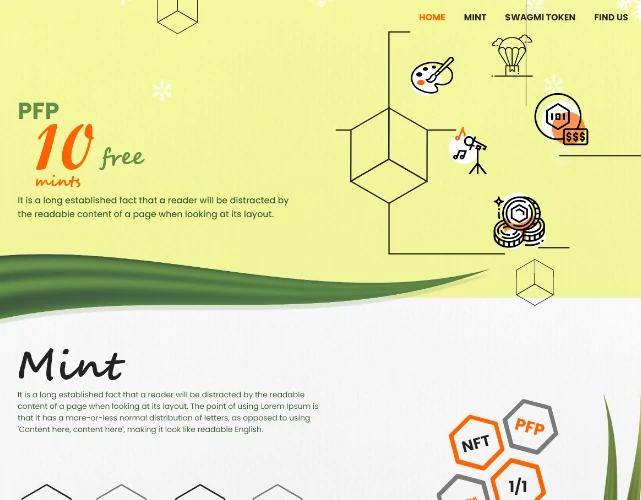 HOME MINT SWAGMI TOKEN FIND US
PFP
10 free
mints
It is a long established fact that a reader will be distracted by
the readable content of a page when looking at its layout.
$$$
Mint
It is a long established fact that a reader will be distracted by the readable
content of a page when looking at its layout. The point of using Lorem Ipsum is
that it has a more-or-less normal distribution of letters, as opposed to using
'Content here, content here', making it look like readable English.
PFP
NFT
1/1